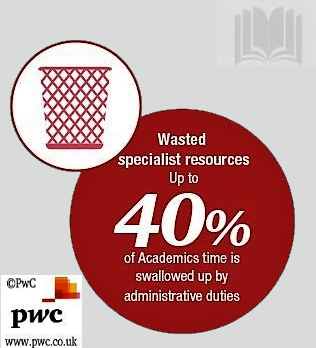 Wasted
specialist resources
Up to
40%
of Academics time is
swallowed up by
administrative duties
©PwC
pwc
www.pwc.co.uk